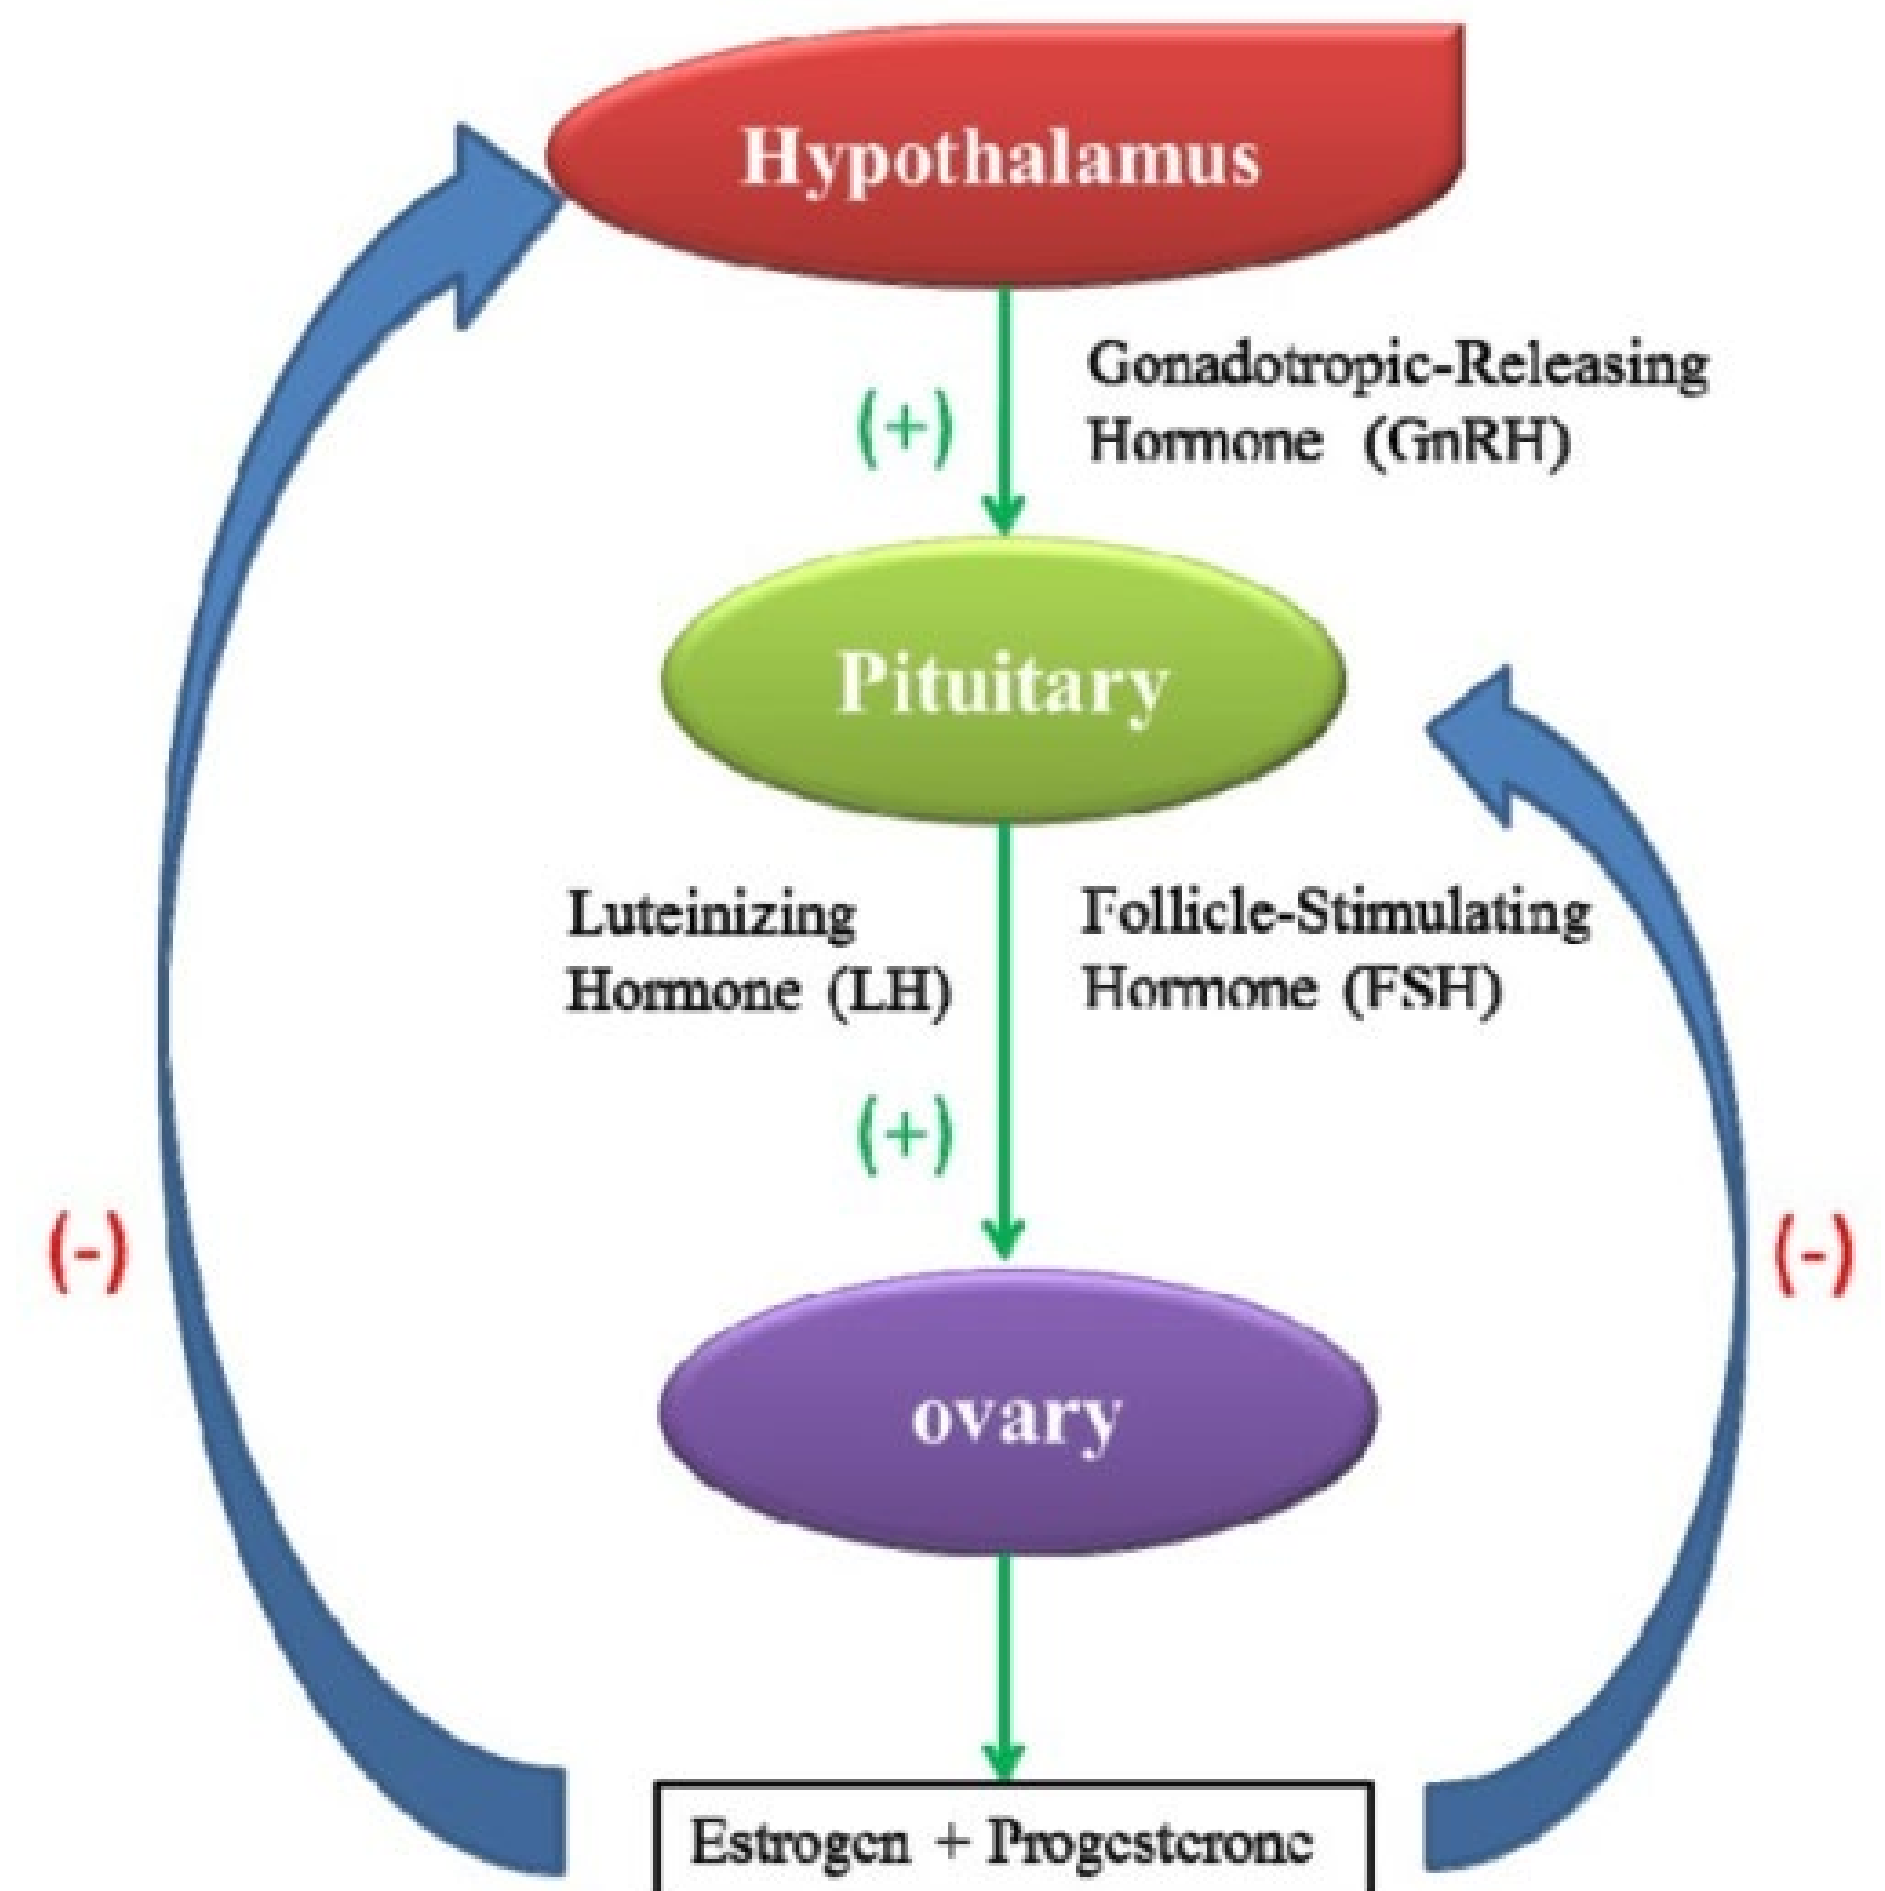 Hypothalamus
(+)
Gonadotropic-Releasing
Hormone (GnRH)
Pituitary
Luteinizing
Hormone (LH)
Follicle-Stimulating
Hormone (FSH)
(+)
(-)
(-)
ovary
Estrogen + Progesterone